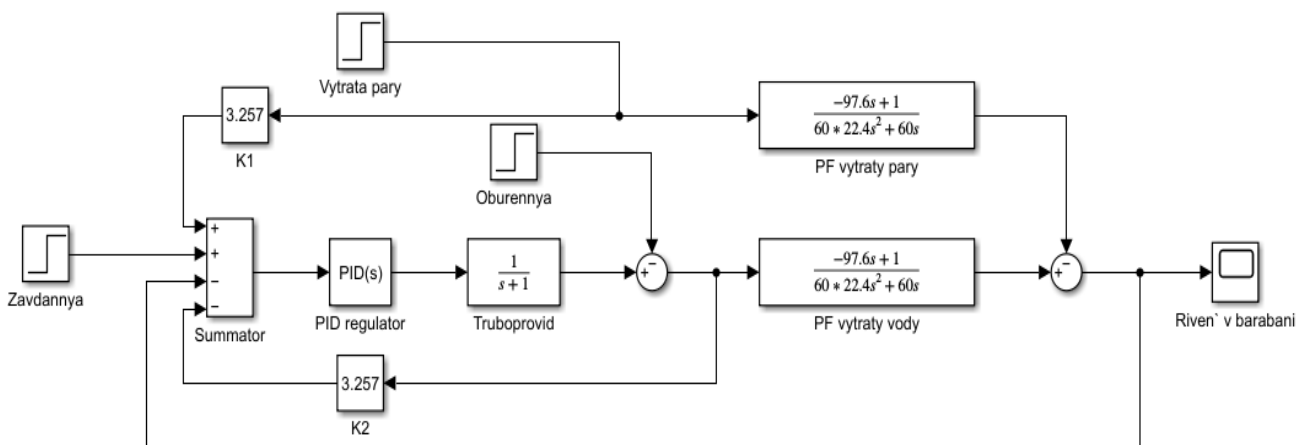 Vytrata pary
3.257
K1
−97.6s + 1
60 * 22.4s² + 60s
PF vytraty pary
Oburennya
−
Zavdannya
+
+
−
−
Summator
PID(s)
PID regulator
1
s + 1
Truboprovid
+
−97.6s + 1
60 * 22.4s² + 60s
PF vytraty vody
+
−
Riven` v barabani
3.257
K2